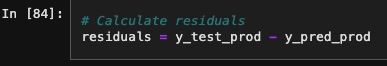 In [84]:
# Calculate residuals
residuals = y_test_prod - y_pred_prod